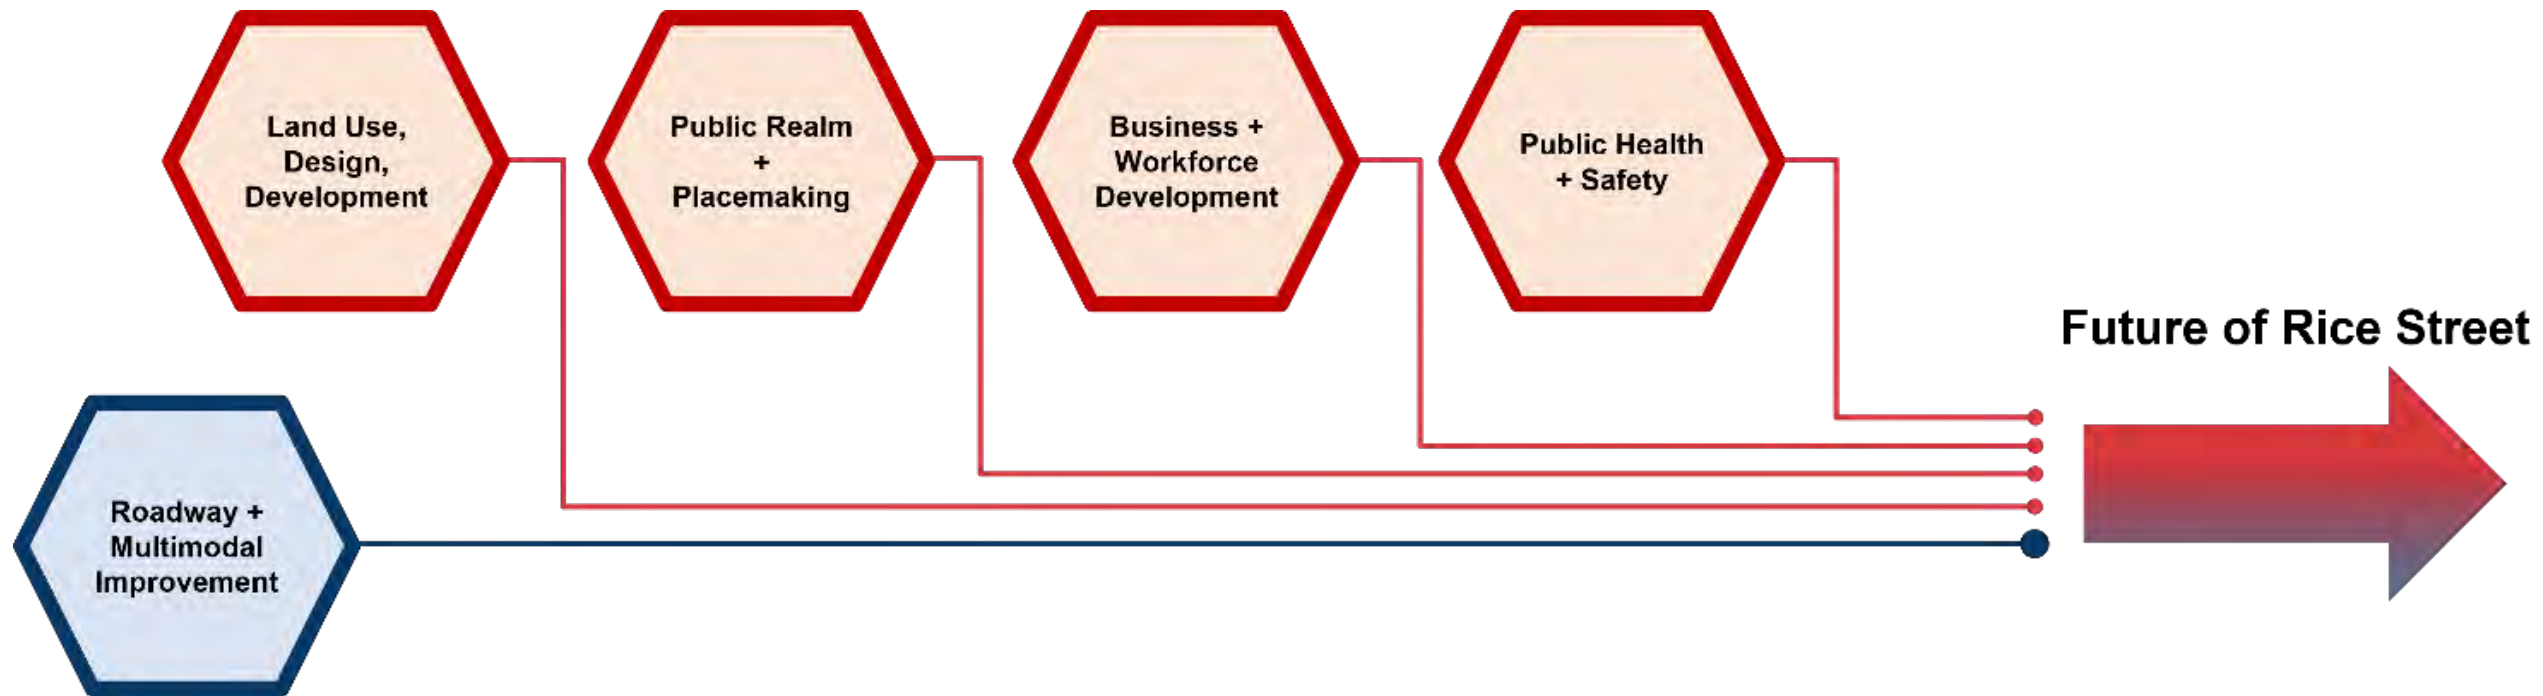 Land Use,
Design,
Development
Public Realm
+
Placemaking
Business +
Workforce
Development
Public Health
+ Safety
Future of Rice Street
Roadway +
Multimodal
Improvement